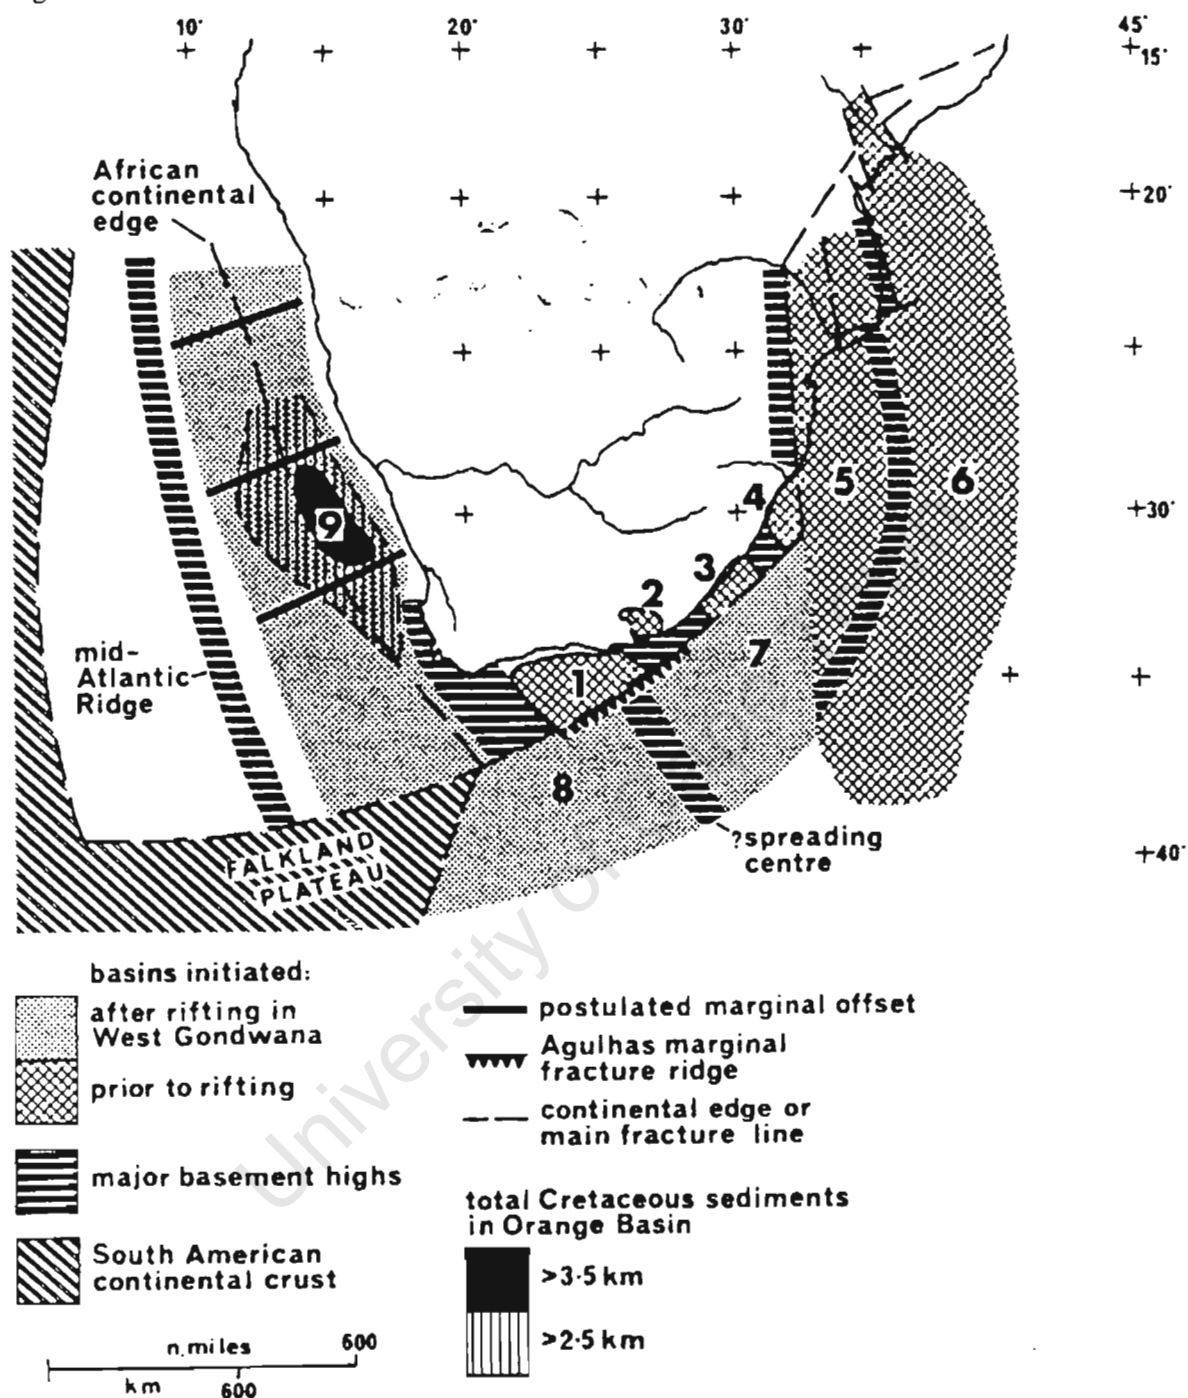 10° 20° 30° 45°
15°
African
continental
edge
20°
5 6
4
30°
9
3
2
7
mid-
Atlantic
Ridge
1
8
?spreading
centre
40°
FALKLAND
PLATEAU
University of
basins initiated:
after rifting in
West Gondwana
prior to rifting
major basement highs
South American
continental crust
n. miles 600
km 600
postulated marginal offset
Agulhas marginal
fracture ridge
continental edge or
main fracture line
total Cretaceous sediments
in Orange Basin
>3·5 km
>2·5 km